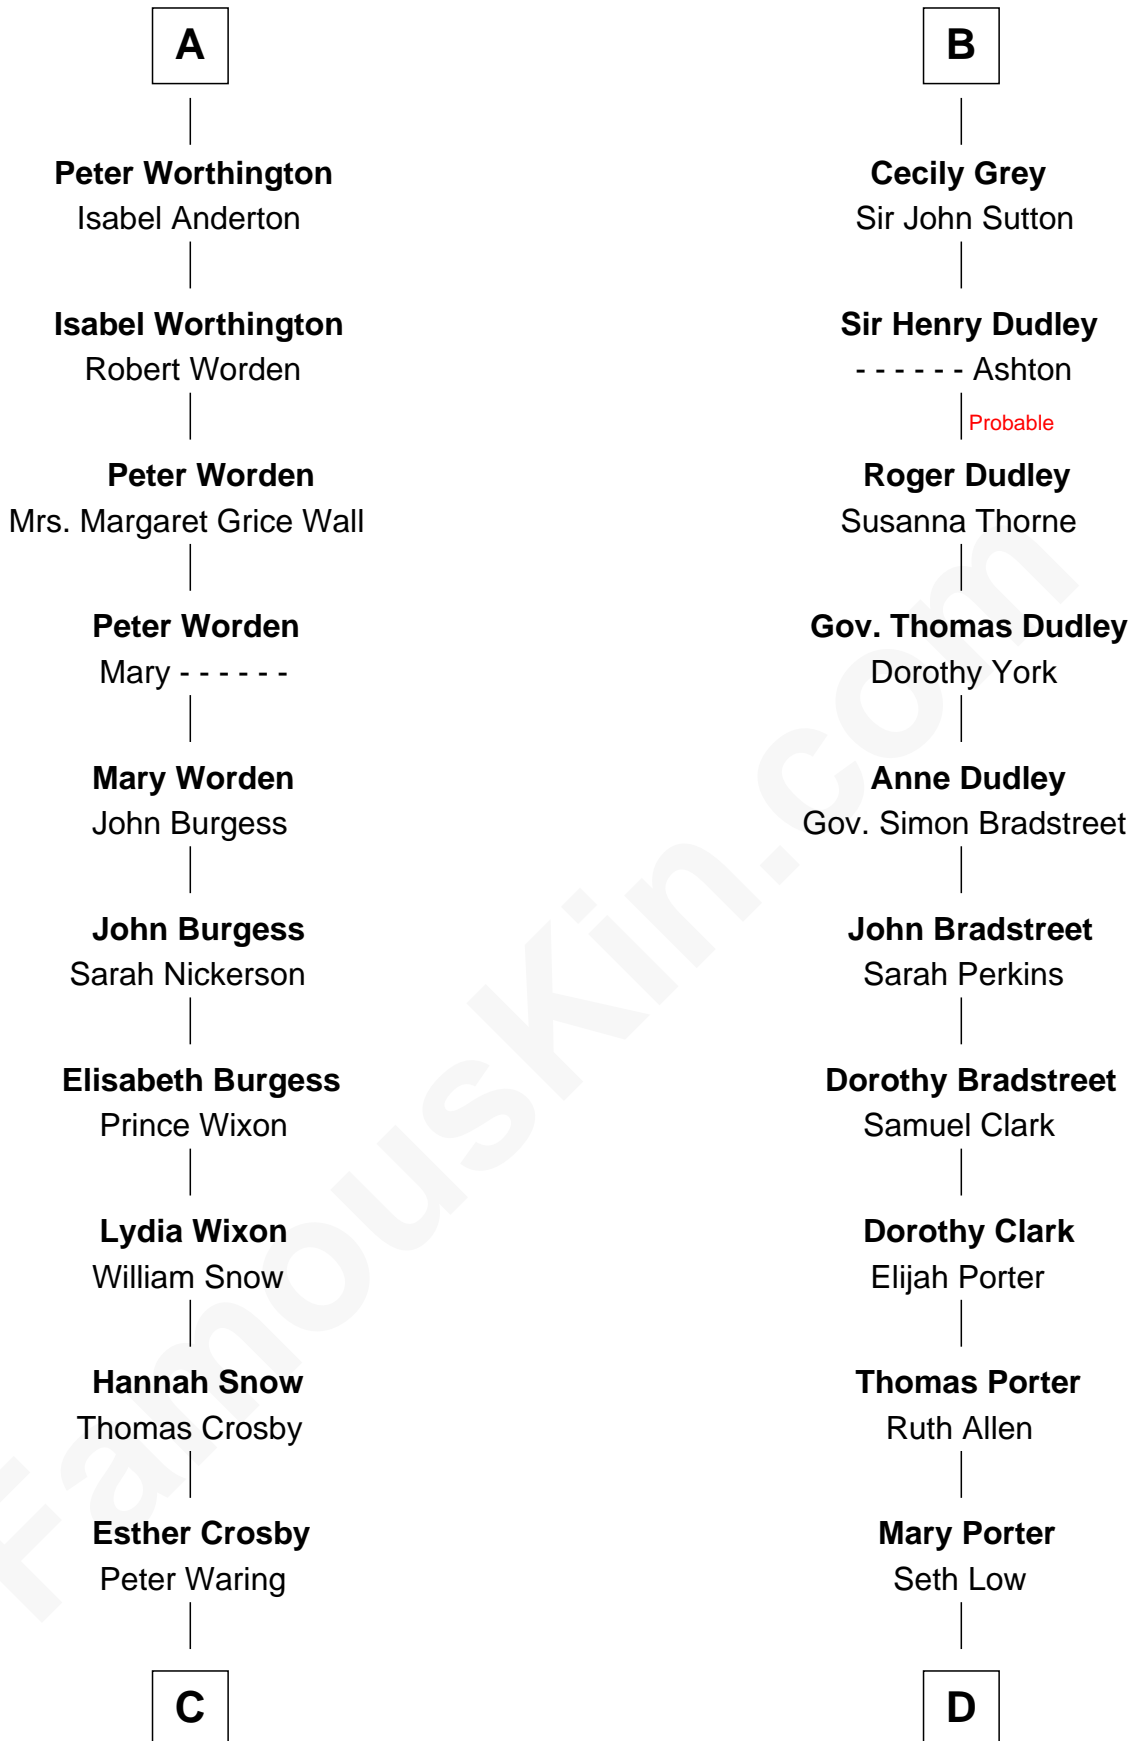 A
Peter Worthington
Isabel Anderton
Isabel Worthington
Robert Worden
Peter Worden
Mrs. Margaret Grice Wall
Peter Worden
Mary - - - - - -
Mary Worden
John Burgess
John Burgess
Sarah Nickerson
Elisabeth Burgess
Prince Wixon
Lydia Wixon
William Snow
Hannah Snow
Thomas Crosby
Esther Crosby
Peter Waring
C
B
Cecily Grey
Sir John Sutton
Sir Henry Dudley
- - - - - - Ashton
Probable
Roger Dudley
Susanna Thorne
Gov. Thomas Dudley
Dorothy York
Anne Dudley
Gov. Simon Bradstreet
John Bradstreet
Sarah Perkins
Dorothy Bradstreet
Samuel Clark
Dorothy Clark
Elijah Porter
Thomas Porter
Ruth Allen
Mary Porter
Seth Low
D
FamousKin.com